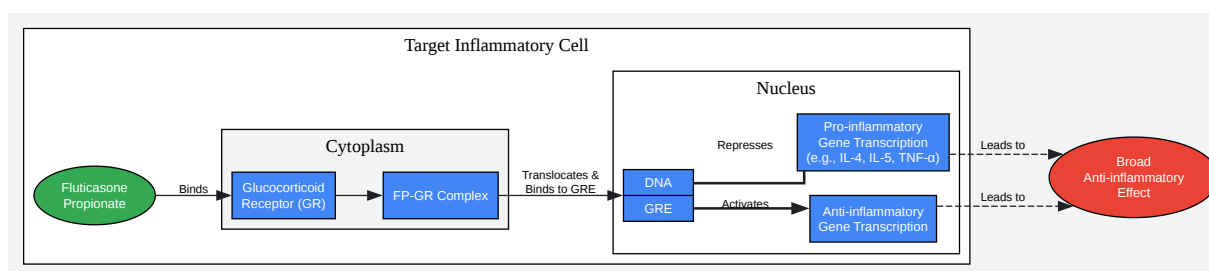 Target Inflammatory Cell
Nucleus
Cytoplasm
Fluticasone
Propionate
Binds
Glucocorticoid
Receptor (GR)
FP-GR Complex
Translocates &
Binds to GRE
DNA
GRE
Represses
Activates
Pro-inflammatory
Gene Transcription
(e.g., IL-4, IL-5, TNF-α)
Anti-inflammatory
Gene Transcription
Leads to
Leads to
Broad
Anti-inflammatory
Effect